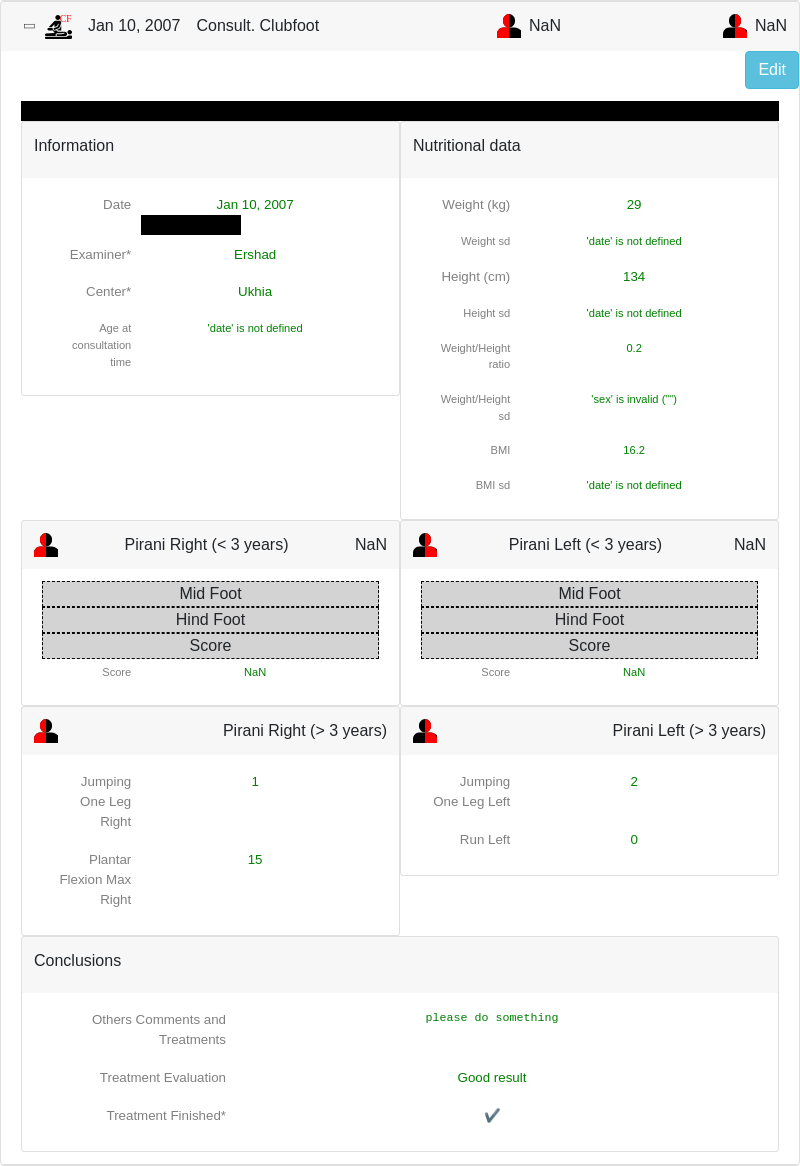 CF Jan 10, 2007 Consult. Clubfoot NaN NaN
Edit
Information
Date Jan 10, 2007
Examiner* Ershad
Center* Ukhia
Age at 'date' is not defined
consultation
time
Nutritional data
Weight (kg) 29
Weight sd 'date' is not defined
Height (cm) 134
Height sd 'date' is not defined
Weight/Height 0.2
ratio
Weight/Height 'sex' is invalid ("")
sd
BMI 16.2
BMI sd 'date' is not defined
Pirani Right (< 3 years) NaN
Mid Foot
Hind Foot
Score
Score NaN
Pirani Left (< 3 years) NaN
Mid Foot
Hind Foot
Score
Score NaN
Pirani Right (> 3 years)
Jumping 1
One Leg
Right
Plantar 15
Flexion Max
Right
Pirani Left (> 3 years)
Jumping 2
One Leg Left
Run Left 0
Conclusions
Others Comments and please do something
Treatments
Treatment Evaluation Good result
Treatment Finished* ✔